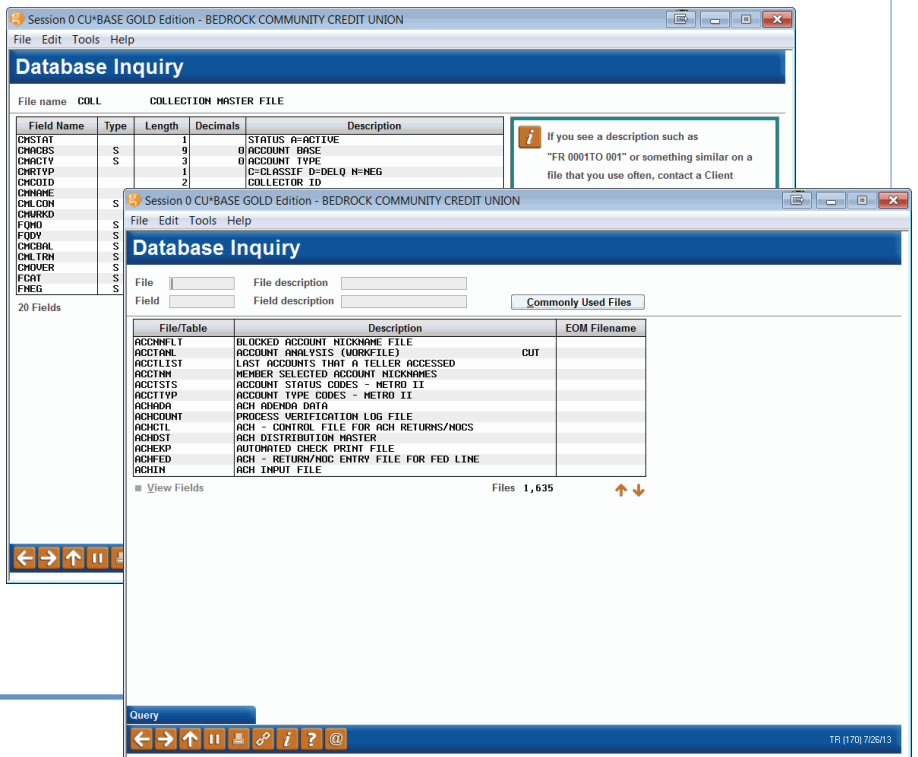 Session 0 CU*BASE GOLD Edition - BEDROCK COMMUNITY CREDIT UNION
File Edit Tools Help
Database Inquiry
File name COLL COLLECTION MASTER FILE
Field Name Type Length Decimals Description
CMSTAT 1 STATUS A=ACTIVE
CMACBS S 9 0 ACCOUNT BASE
CMACTY S 3 0 ACCOUNT TYPE
CMRTYP 1 C=CLASSIF D=DELQ N=NEG
CMCOID 2 COLLECTOR ID
CMNAME
CMLCON S
CMWRKD
FQMO S
FQDY S
CMCBAL S
CMLTRN S
CMOVER S
FCAT S
FNEG S
20 Fields
If you see a description such as
"FR 0001TO 001" or something similar on a
file that you use often, contact a Client
Session 0 CU*BASE GOLD Edition - BEDROCK COMMUNITY CREDIT UNION
File Edit Tools Help
Database Inquiry
File File description
Field Field description Commonly Used Files
File/Table Description EOM Filename
ACCNNFLT BLOCKED ACCOUNT NICKNAME FILE
ACCTANL ACCOUNT ANALYSIS (WORKFILE) CUT
ACCTLIST LAST ACCOUNTS THAT A TELLER ACCESSED
ACCTNM MEMBER SELECTED ACCOUNT NICKNAMES
ACCTSTS ACCOUNT STATUS CODES - METRO II
ACCTTYP ACCOUNT TYPE CODES - METRO II
ACHADA ACH ADENDA DATA
ACHCOUNT PROCESS VERIFICATION LOG FILE
ACHCTL ACH - CONTROL FILE FOR ACH RETURNS/NOCS
ACHDST ACH DISTRIBUTION MASTER
ACHEKP AUTOMATED CHECK PRINT FILE
ACHFED ACH - RETURN/NOC ENTRY FILE FOR FED LINE
ACHIN ACH INPUT FILE
View Fields Files 1,635
Query
TR (170) 7/26/13